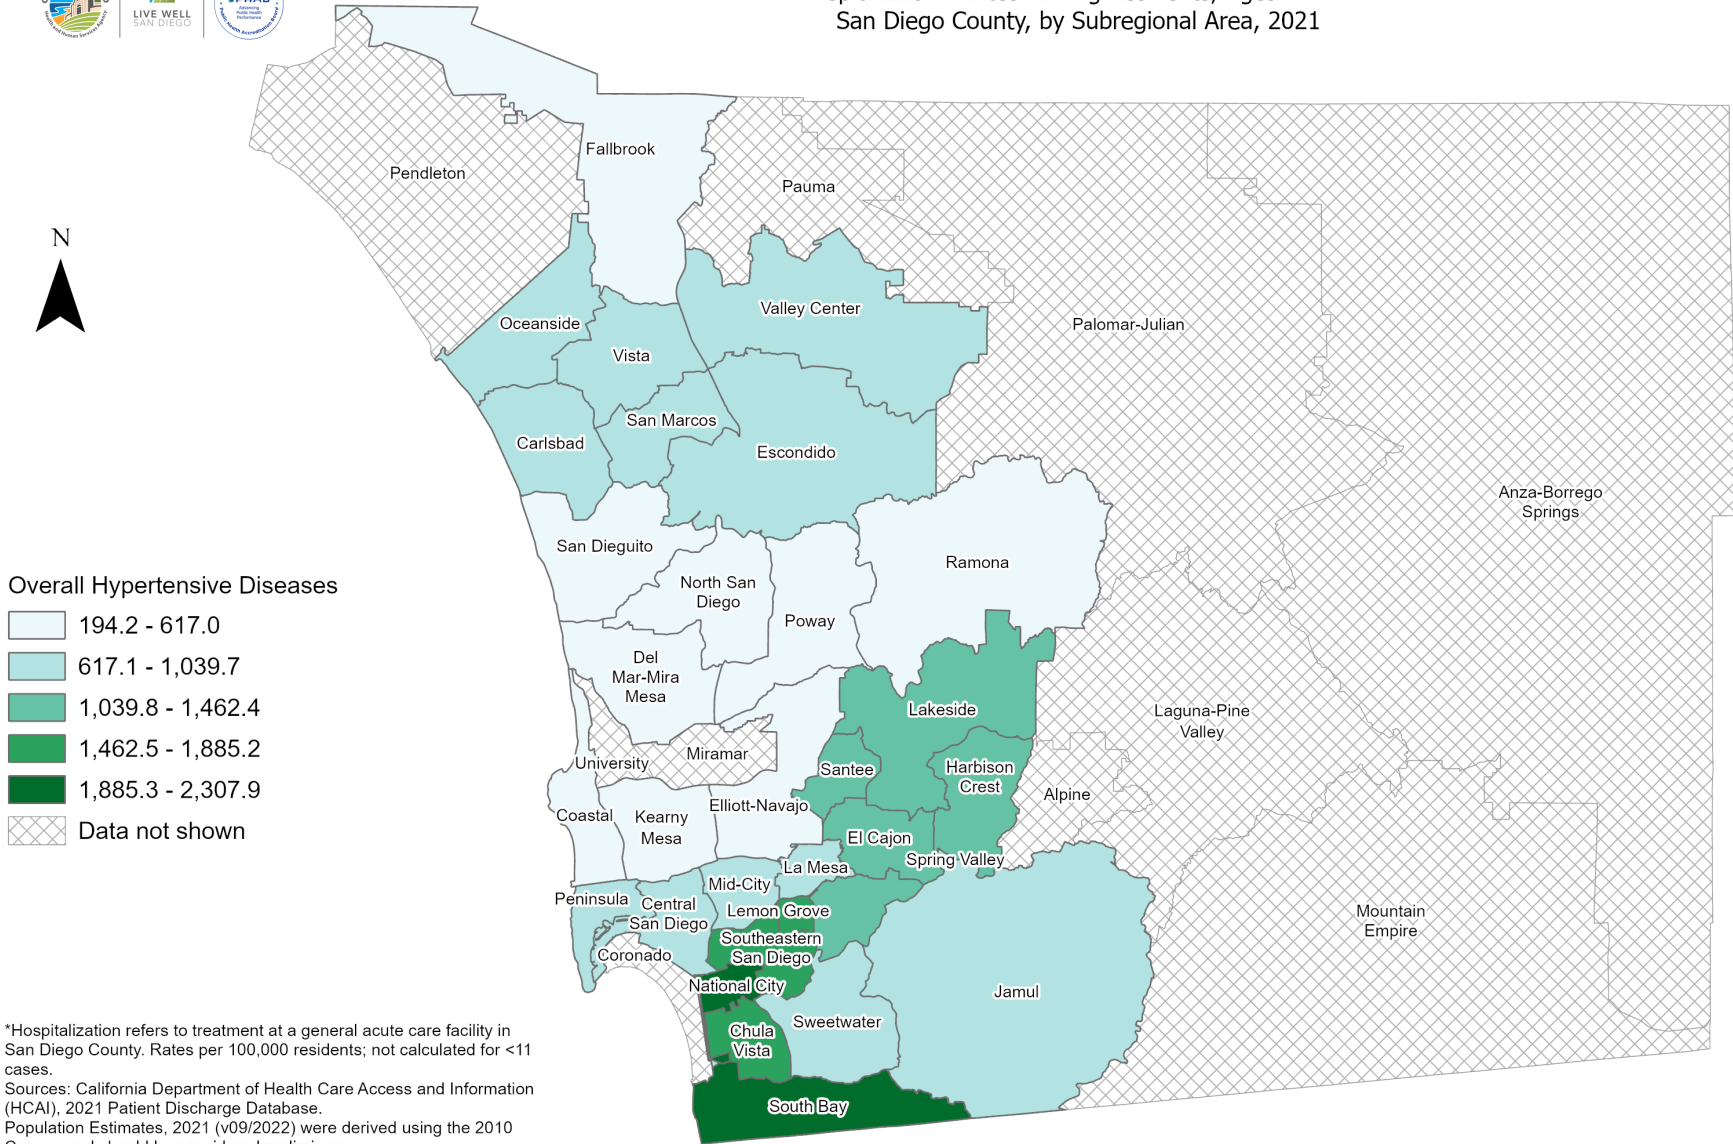 LIVE WELL
SAN DIEGO
Advancing
Public Health
Performance
San Diego County, by Subregional Area, 2021
N
Fallbrook
Pendleton
Pauma
Oceanside
Valley Center
Palomar-Julian
Vista
San Marcos
Carlsbad
Escondido
Anza-Borrego
Springs
San Dieguito
Ramona
North San
Diego
Poway
Del
Mar-Mira
Mesa
Lakeside
Laguna-Pine
Valley
Miramar
University
Santee
Harbison
Crest
Alpine
Elliott-Navajo
Coastal
Kearny
Mesa
El Cajon
Spring Valley
La Mesa
Mid-City
Peninsula
Central
San Diego
Lemon Grove
Mountain
Empire
Southeastern
San Diego
Coronado
National City
Jamul
Sweetwater
Chula
Vista
South Bay
Overall Hypertensive Diseases
194.2 - 617.0
617.1 - 1,039.7
1,039.8 - 1,462.4
1,462.5 - 1,885.2
1,885.3 - 2,307.9
Data not shown
*Hospitalization refers to treatment at a general acute care facility in
San Diego County. Rates per 100,000 residents; not calculated for <11
cases.
Sources: California Department of Health Care Access and Information
(HCAI), 2021 Patient Discharge Database.
Population Estimates, 2021 (v09/2022) were derived using the 2010